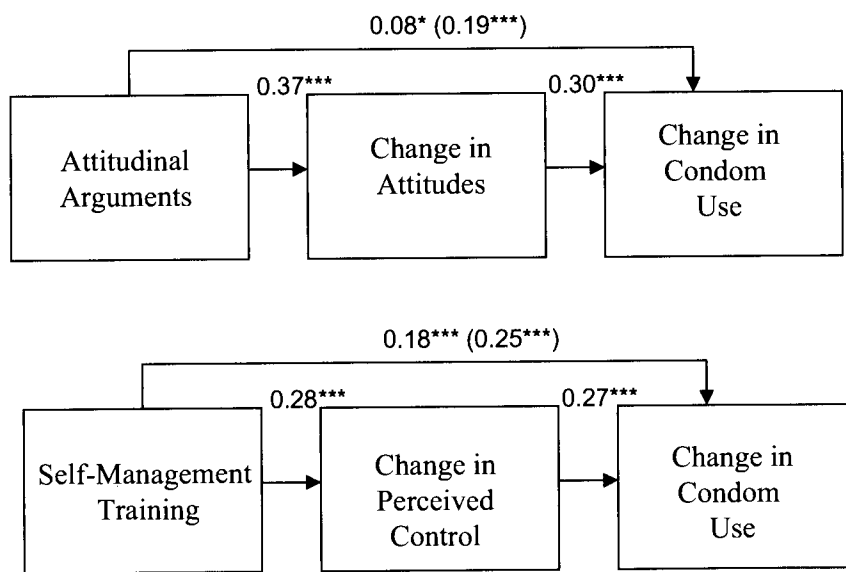 0.08* (0.19***)
0.37***
0.30***
Attitudinal
Arguments
Change in
Attitudes
Change in
Condom
Use
0.18*** (0.25***)
0.28***
0.27***
Self-Management
Training
Change in
Perceived
Control
Change in
Condom
Use